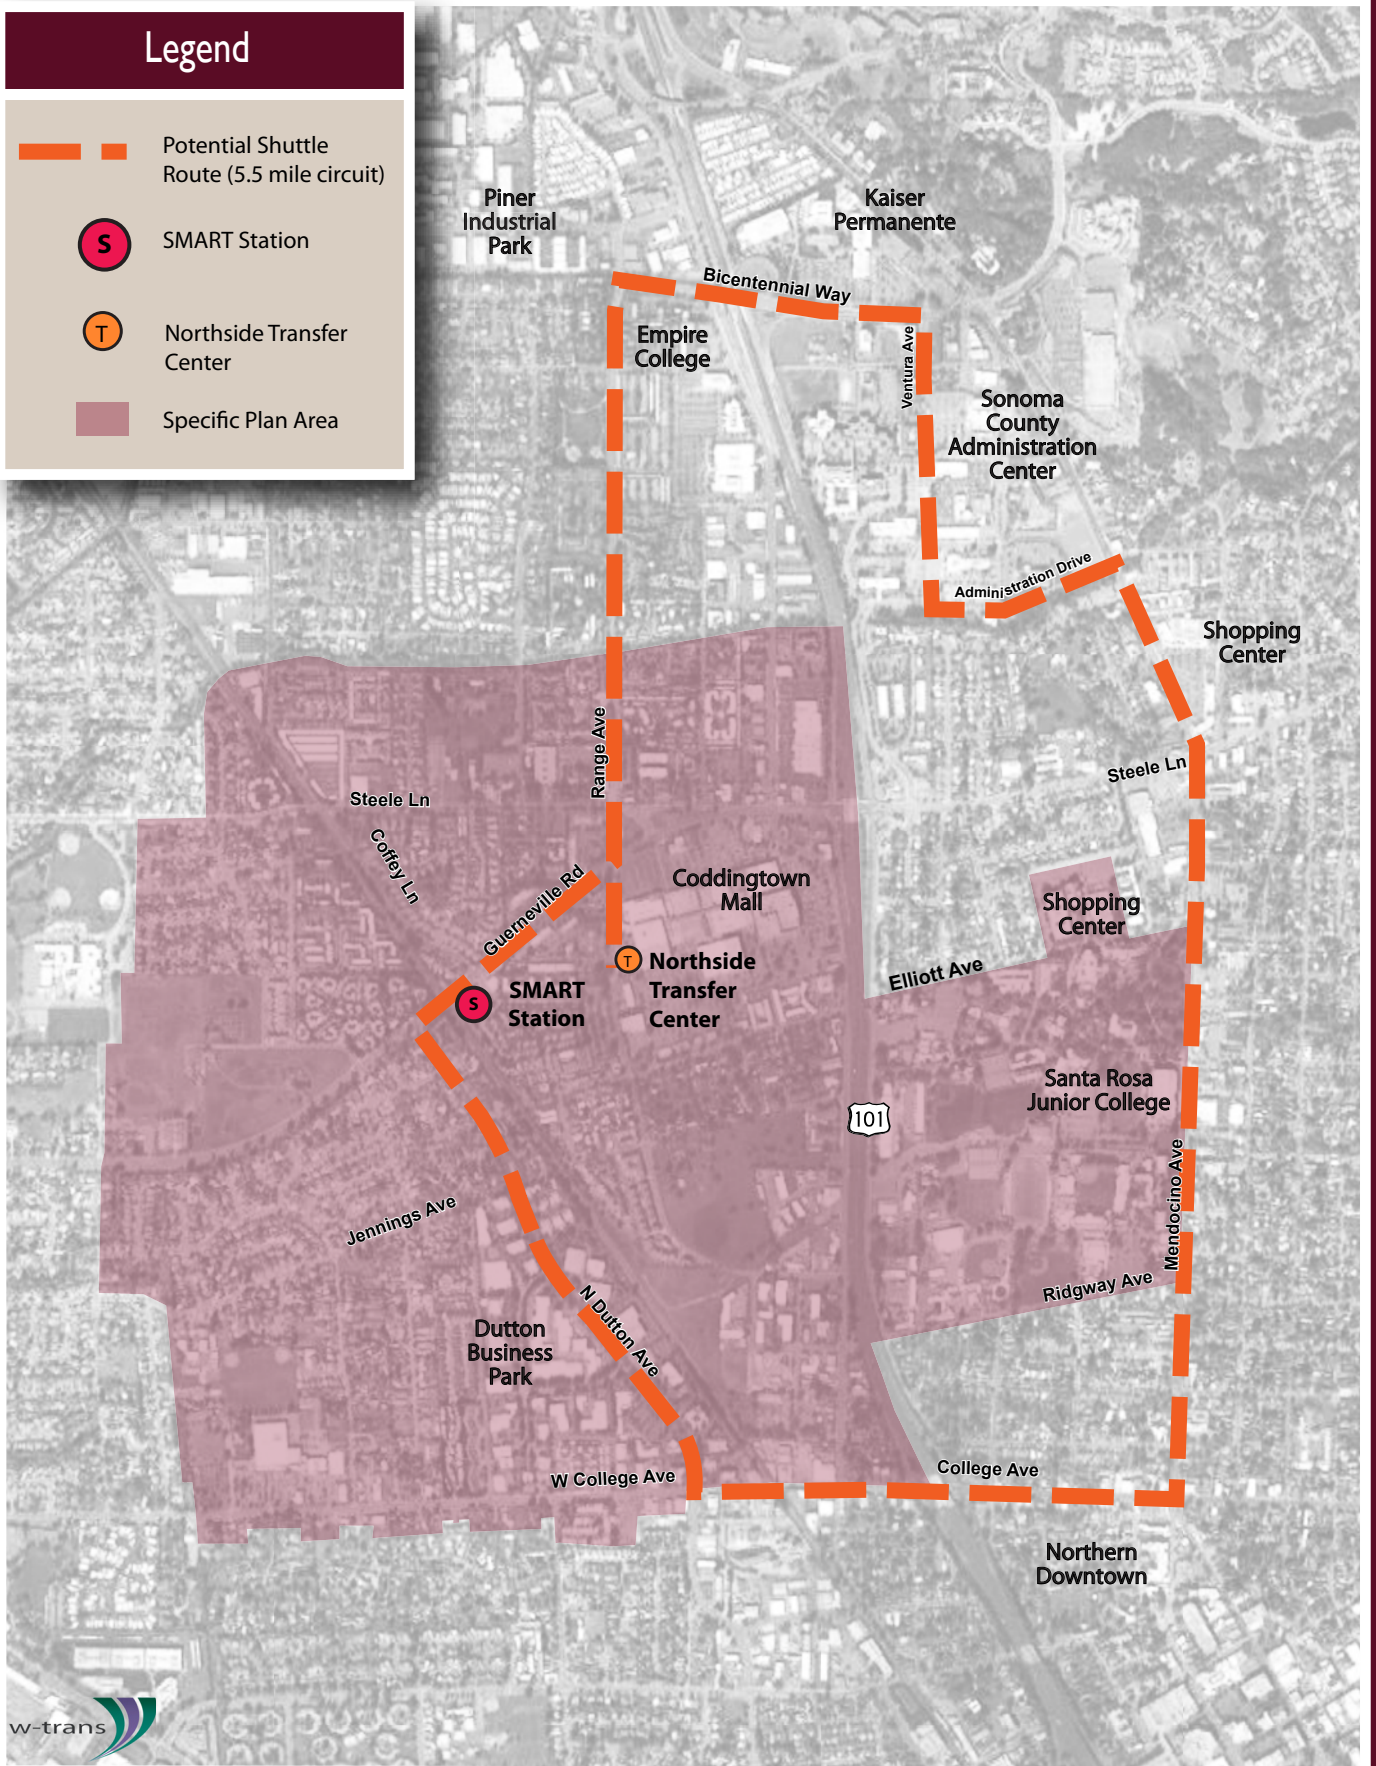 Legend
Potential Shuttle
Route (5.5 mile circuit)
S
SMART Station
T
Northside Transfer
Center
Specific Plan Area
Piner
Industrial
Park
Kaiser
Permanente
Bicentennial Way
Empire
College
Ventura Ave
Sonoma
County
Administration
Center
Administration Drive
Shopping
Center
Range Ave
Steele Ln
Steele Ln
Coffey Ln
Guerneville Rd
Coddingtown
Mall
Shopping
Center
T
Northside
Transfer
Center
S
SMART
Station
Elliott Ave
Santa Rosa
Junior College
101
Mendocino Ave
Jennings Ave
Ridgway Ave
N Dutton Ave
Dutton
Business
Park
W College Ave
College Ave
Northern
Downtown
w-trans